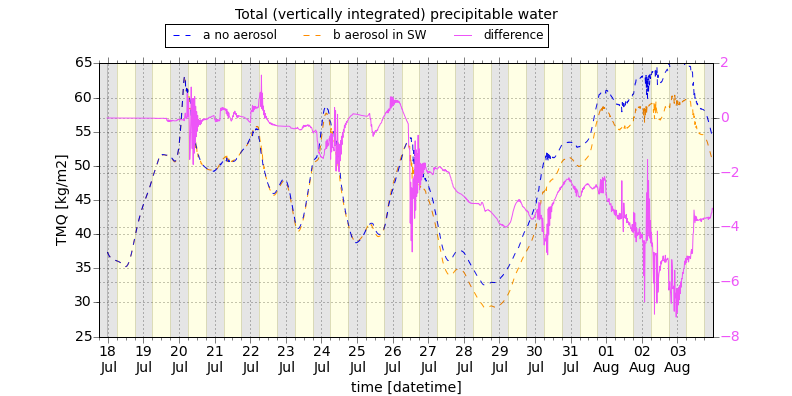 Total (vertically integrated) precipitable water
a no aerosol b aerosol in SW difference
TMQ [kg/m2]
65
60
55
50
45
40
35
30
25
2
0
−2
−4
−6
−8
18 19 20 21 22 23 24 25 26 27 28 29 30 31 01 02 03
Jul Jul Jul Jul Jul Jul Jul Jul Jul Jul Jul Jul Jul Jul Aug Aug Aug
time [datetime]